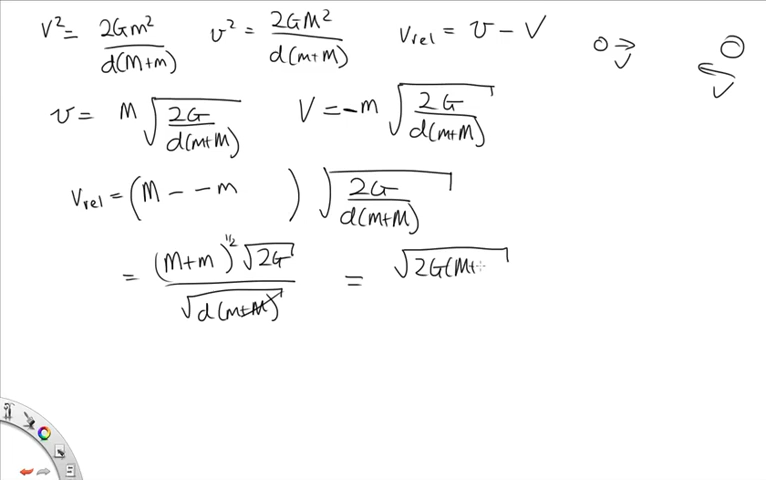 V² = 2Gm² / d(M+m) v² = 2GM² / d(m+M) Vrel = v - V
v = M √(2G / d(m+M)) V = -m √(2G / d(m+M))
Vrel = (M - - m) √(2G / d(m+M))
= (M+m)^1/2 √2G / √d(m+M) = √2G(M+